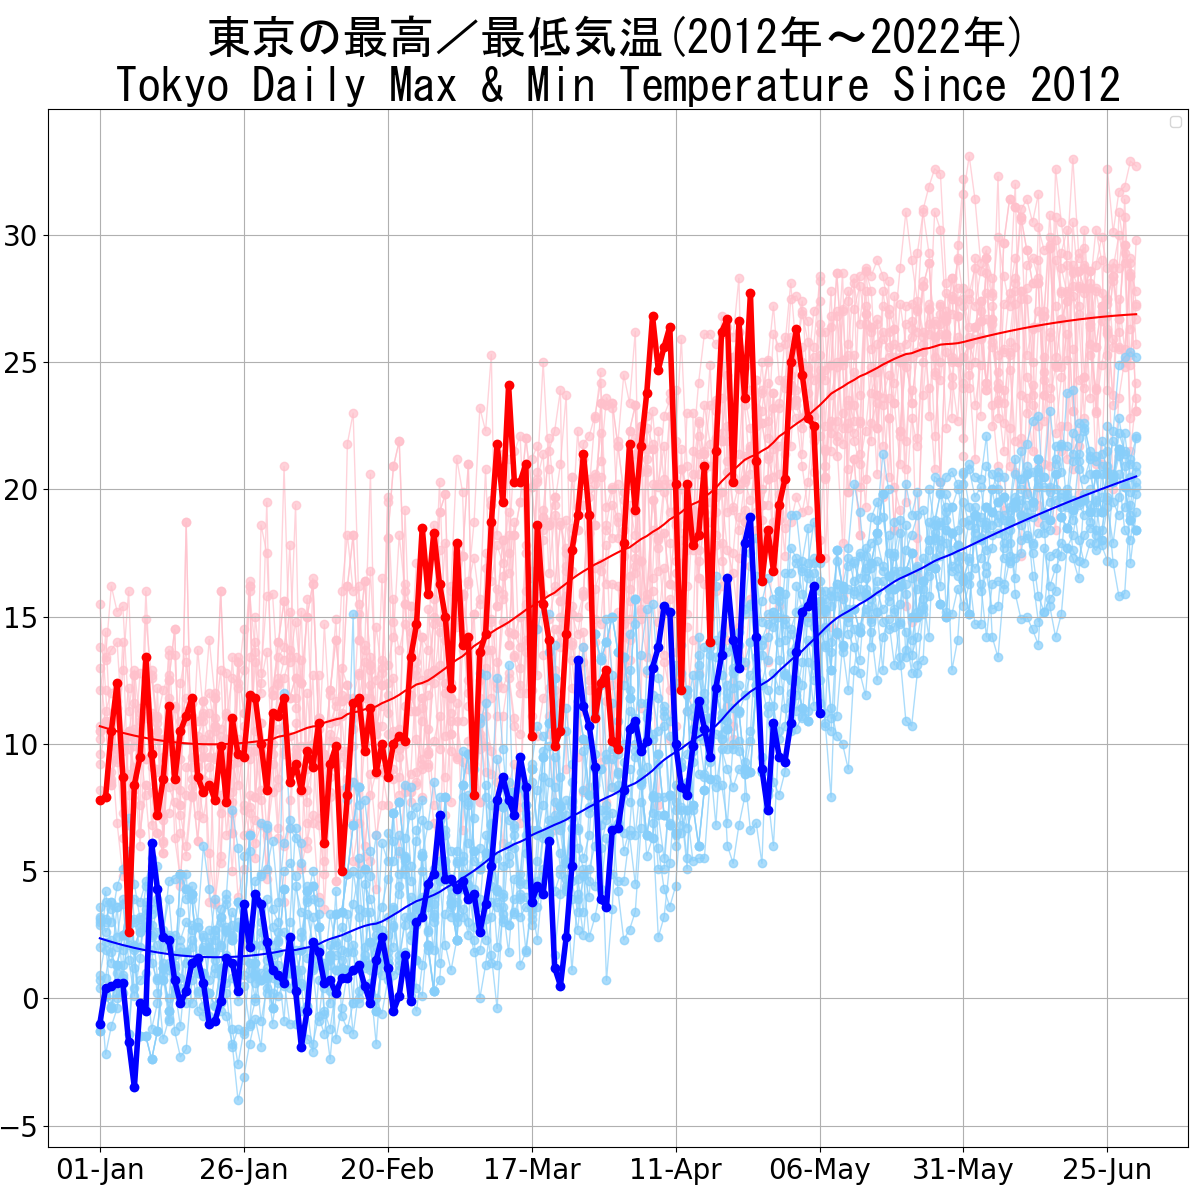 東京の最高／最低気温(2012年～2022年)
Tokyo Daily Max & Min Temperature Since 2012
30
25
20
15
10
5
0
−5
01-Jan 26-Jan 20-Feb 17-Mar 11-Apr 06-May 31-May 25-Jun